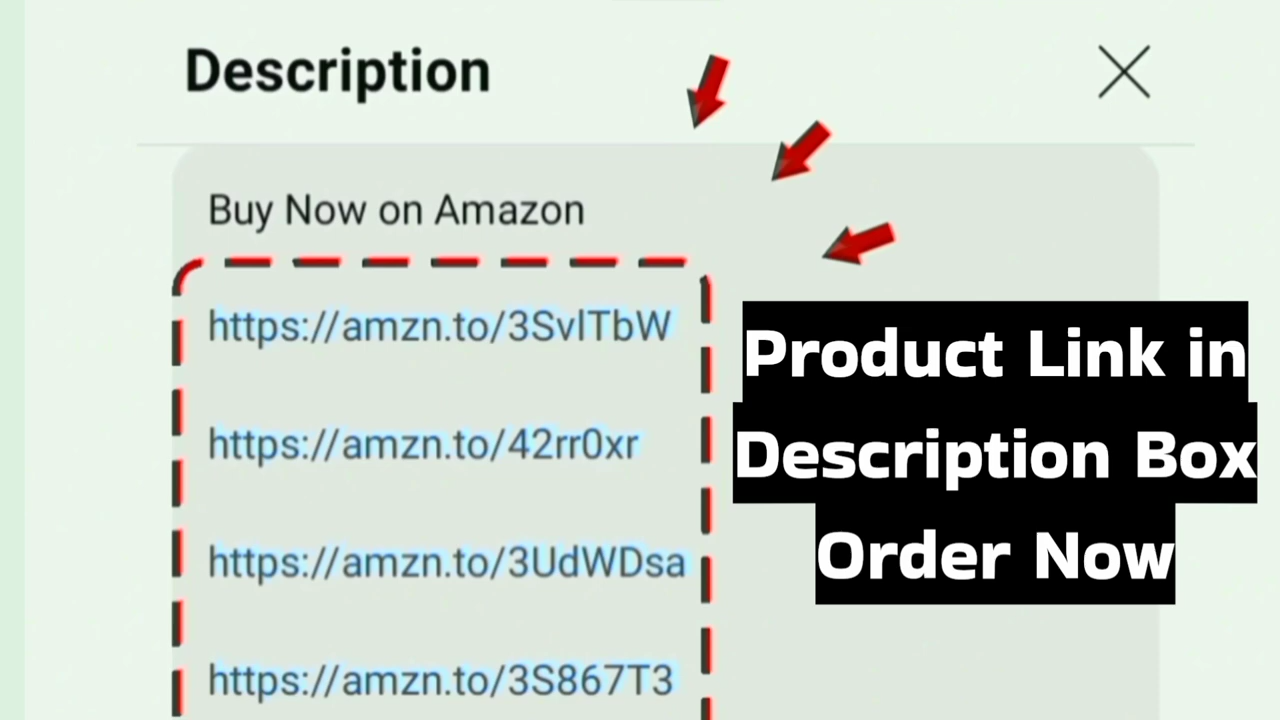 Description
Buy Now on Amazon
https://amzn.to/3SvlTbW
https://amzn.to/42rr0xr
https://amzn.to/3UdWDsa
https://amzn.to/3S867T3
Product Link in
Description Box
Order Now